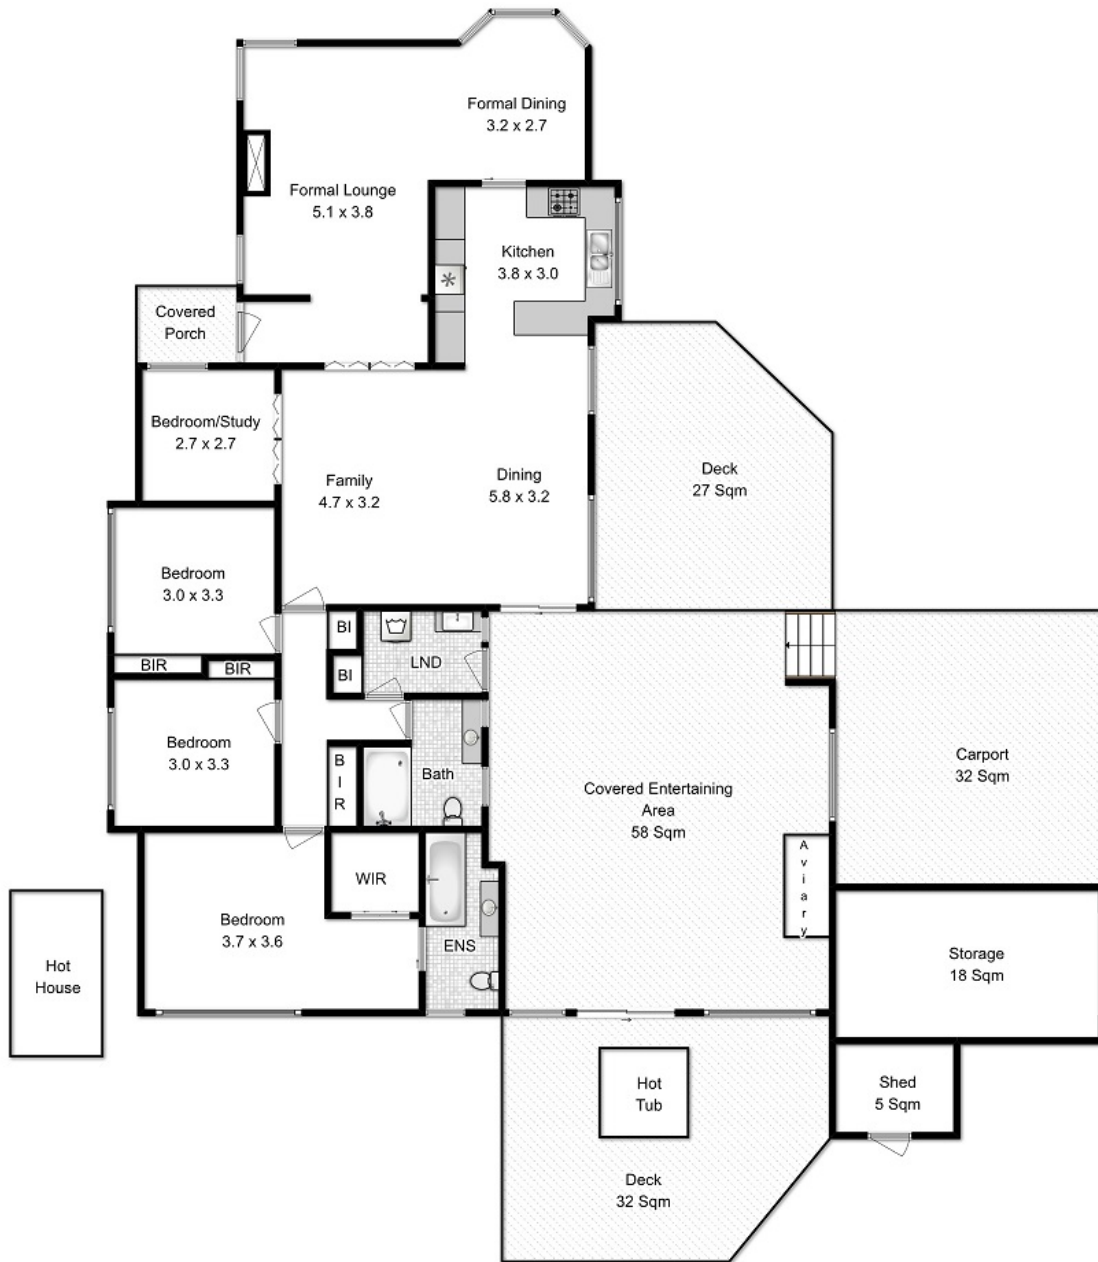 Formal Dining
3.2 x 2.7
Formal Lounge
5.1 x 3.8
Kitchen
3.8 x 3.0
Covered
Porch
Bedroom/Study
2.7 x 2.7
Family
4.7 x 3.2
Dining
5.8 x 3.2
Deck
27 Sqm
Bedroom
3.0 x 3.3
BI
LND
BI
BIR
BIR
Bedroom
3.0 x 3.3
BIR
Bath
Covered Entertaining
Area
58 Sqm
Carport
32 Sqm
Aviary
WIR
Bedroom
3.7 x 3.6
ENS
Storage
18 Sqm
Hot
House
Hot
Tub
Shed
5 Sqm
Deck
32 Sqm